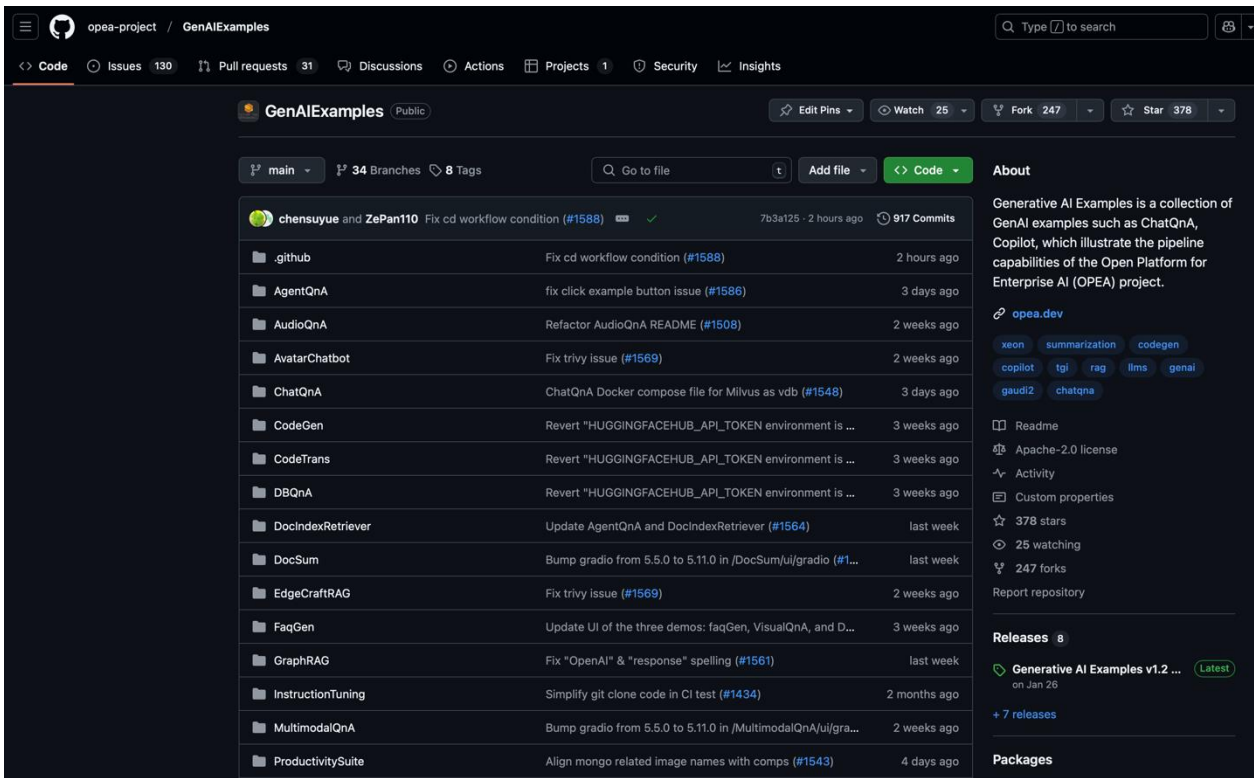 opea-project / GenAIExamples
Type / to search
Code Issues 130 Pull requests 31 Discussions Actions Projects 1 Security Insights
GenAIExamples Public
Edit Pins Watch 25 Fork 247 Star 378
main 34 Branches 8 Tags
Go to file t Add file Code
chensuyue and ZePan110 Fix cd workflow condition (#1588) 7b3a125 · 2 hours ago 917 Commits
.github Fix cd workflow condition (#1588) 2 hours ago
AgentQnA fix click example button issue (#1586) 3 days ago
AudioQnA Refactor AudioQnA README (#1508) 2 weeks ago
AvatarChatbot Fix trivy issue (#1569) 2 weeks ago
ChatQnA ChatQnA Docker compose file for Milvus as vdb (#1548) 3 days ago
CodeGen Revert "HUGGINGFACEHUB_API_TOKEN environment is ... 3 weeks ago
CodeTrans Revert "HUGGINGFACEHUB_API_TOKEN environment is ... 3 weeks ago
DBQnA Revert "HUGGINGFACEHUB_API_TOKEN environment is ... 3 weeks ago
DocIndexRetriever Update AgentQnA and DocIndexRetriever (#1564) last week
DocSum Bump gradio from 5.5.0 to 5.11.0 in /DocSum/ui/gradio (#1... last week
EdgeCraftRAG Fix trivy issue (#1569) 2 weeks ago
FaqGen Update UI of the three demos: faqGen, VisualQnA, and D... 3 weeks ago
GraphRAG Fix "OpenAI" & "response" spelling (#1561) last week
InstructionTuning Simplify git clone code in CI test (#1434) 2 months ago
MultimodalQnA Bump gradio from 5.5.0 to 5.11.0 in /MultimodalQnA/ui/gra... 2 weeks ago
ProductivitySuite Align mongo related image names with comps (#1543) 4 days ago
About
Generative AI Examples is a collection of
GenAI examples such as ChatQnA,
Copilot, which illustrate the pipeline
capabilities of the Open Platform for
Enterprise AI (OPEA) project.
opea.dev
xeon summarization codegen
copilot tgi rag llms genai
gaudi2 chatqna
Readme
Apache-2.0 license
Activity
Custom properties
378 stars
25 watching
247 forks
Report repository
Releases 8
Generative AI Examples v1.2 ... Latest
on Jan 26
+ 7 releases
Packages